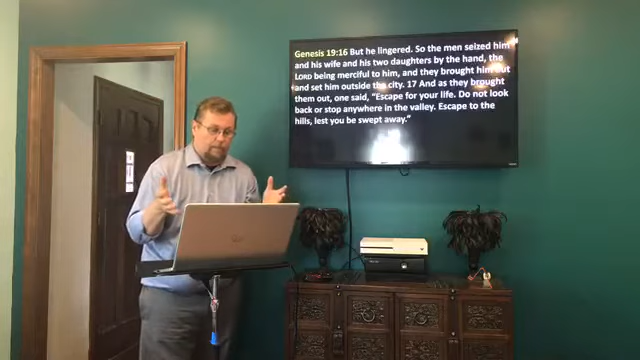 Genesis 19:16 But he lingered. So the men seized him
and his wife and his two daughters by the hand, the
LORD being merciful to him, and they brought him out
and set him outside the city. 17 And as they brought
them out, one said, “Escape for your life. Do not look
back or stop anywhere in the valley. Escape to the
hills, lest you be swept away.”